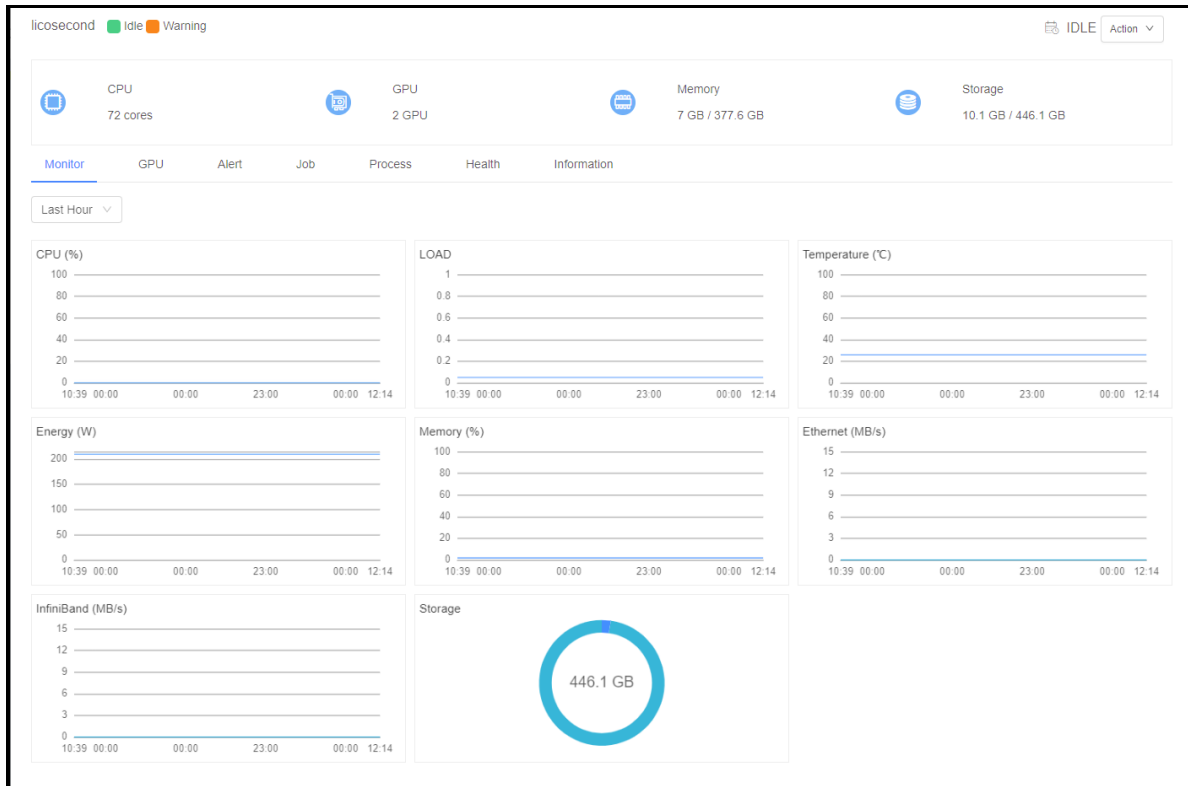 licosecond Idle Warning IDLE Action
CPU GPU Memory Storage
72 cores 2 GPU 7 GB / 377.6 GB 10.1 GB / 446.1 GB
Monitor GPU Alert Job Process Health Information
Last Hour
CPU (%)
100
80
60
40
20
0
10:39 00:00 00:00 23:00 00:00 12:14
LOAD
1
0.8
0.6
0.4
0.2
0
10:39 00:00 00:00 23:00 00:00 12:14
Temperature (℃)
100
80
60
40
20
0
10:39 00:00 00:00 23:00 00:00 12:14
Energy (W)
200
150
100
50
0
10:39 00:00 00:00 23:00 00:00 12:14
Memory (%)
100
80
60
40
20
0
10:39 00:00 00:00 23:00 00:00 12:14
Ethernet (MB/s)
15
12
9
6
3
0
10:39 00:00 00:00 23:00 00:00 12:14
InfiniBand (MB/s)
15
12
9
6
3
0
10:39 00:00 00:00 23:00 00:00 12:14
Storage
446.1 GB